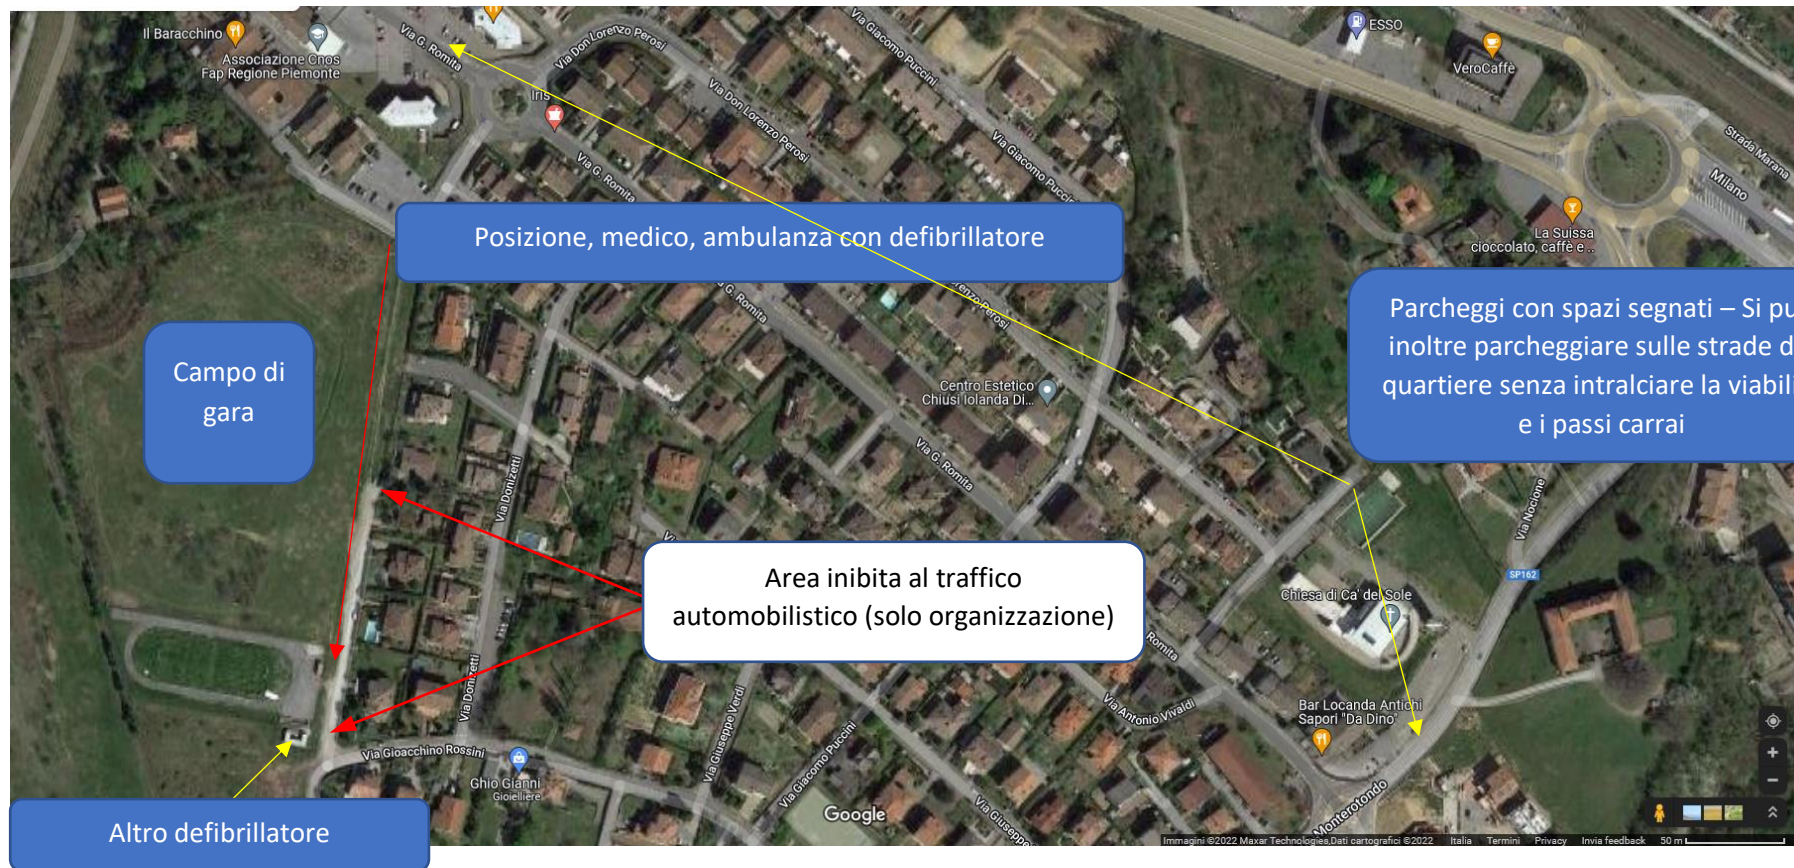 Il Baracchino
Associazione Cnos
Fap Regione Piemonte
Via G. Romita
Via Don Lorenzo Perosi
Via Giacomo Puccini
ESSO
VeroCaffè
Iris
Via Don Lorenzo Perosi
Via G. Romita
Via Giacomo Pucci
Strada Marana
Milano
La Suissa
cioccolato, caffè e ..
Posizione, medico, ambulanza con defibrillatore
G. Romita
renzo Perosi
Parcheggi con spazi segnati – Si pu
inoltre parcheggiare sulle strade d
quartiere senza intralciare la viabili
e i passi carrai
Campo di
gara
Centro Estetico
Chiusi Iolanda Di...
Via G. Romita
Via Donizetti
Via Nocione
SP162
Area inibita al traffico
automobilistico (solo organizzazione)
Chiesa di Ca' del Sole
Romita
Via Donizetti
Via Giuseppe Verdi
Via Antonio Vivaldi
Bar Locanda Antichi
Sapori "Da Dino"
Via Gioacchino Rossini
Via Giacomo Puccini
Ghio Gianni
Gioielliere
Via Giuseppe
Monterotondo
Google
Altro defibrillatore
Immagini ©2022 Maxar Technologies,Dati cartografici ©2022 Italia Termini Privacy Invia feedback 50 m